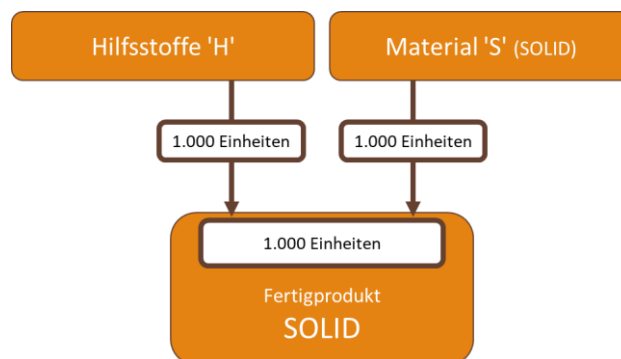 Hilfsstoffe 'H'
Material 'S' (SOLID)
1.000 Einheiten
1.000 Einheiten
1.000 Einheiten
Fertigprodukt
SOLID